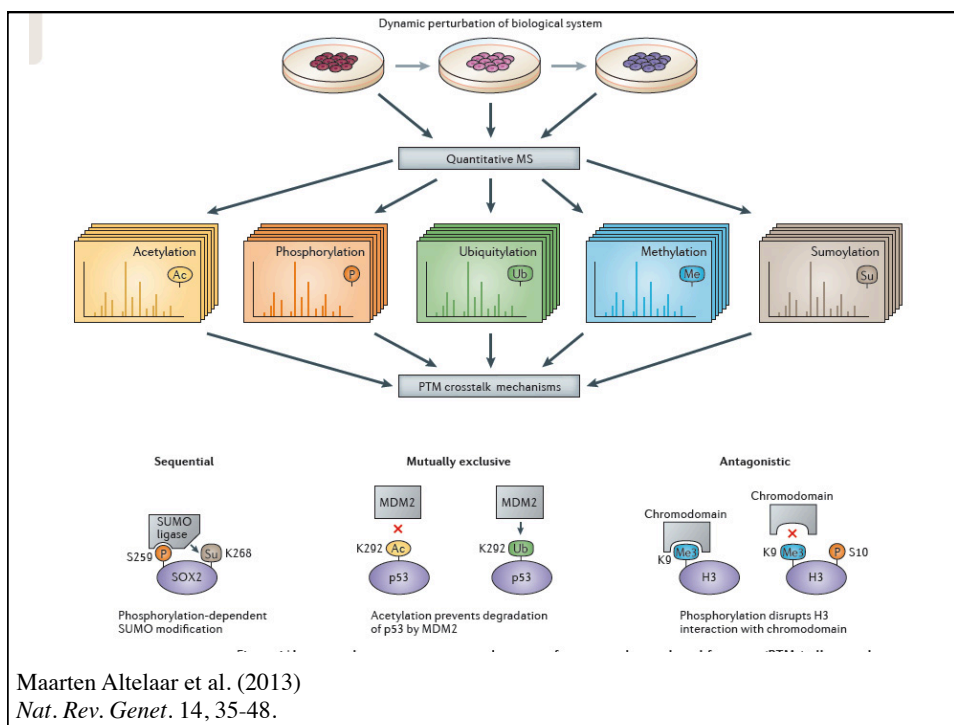 Dynamic perturbation of biological system
Quantitative MS
Acetylation
Ac
Phosphorylation
P
Ubiquitylation
Ub
Methylation
Me
Sumoylation
Su
PTM crosstalk mechanisms
Sequential
SUMO
ligase
S259
P
Su
K268
SOX2
Phosphorylation-dependent
SUMO modification
Mutually exclusive
MDM2
K292
Ac
p53
MDM2
K292
Ub
p53
Acetylation prevents degradation
of p53 by MDM2
Antagonistic
Chromodomain
K9
Me3
H3
Chromodomain
K9
Me3
P
S10
H3
Phosphorylation disrupts H3
interaction with chromodomain
Maarten Altelaar et al. (2013)
Nat. Rev. Genet. 14, 35-48.